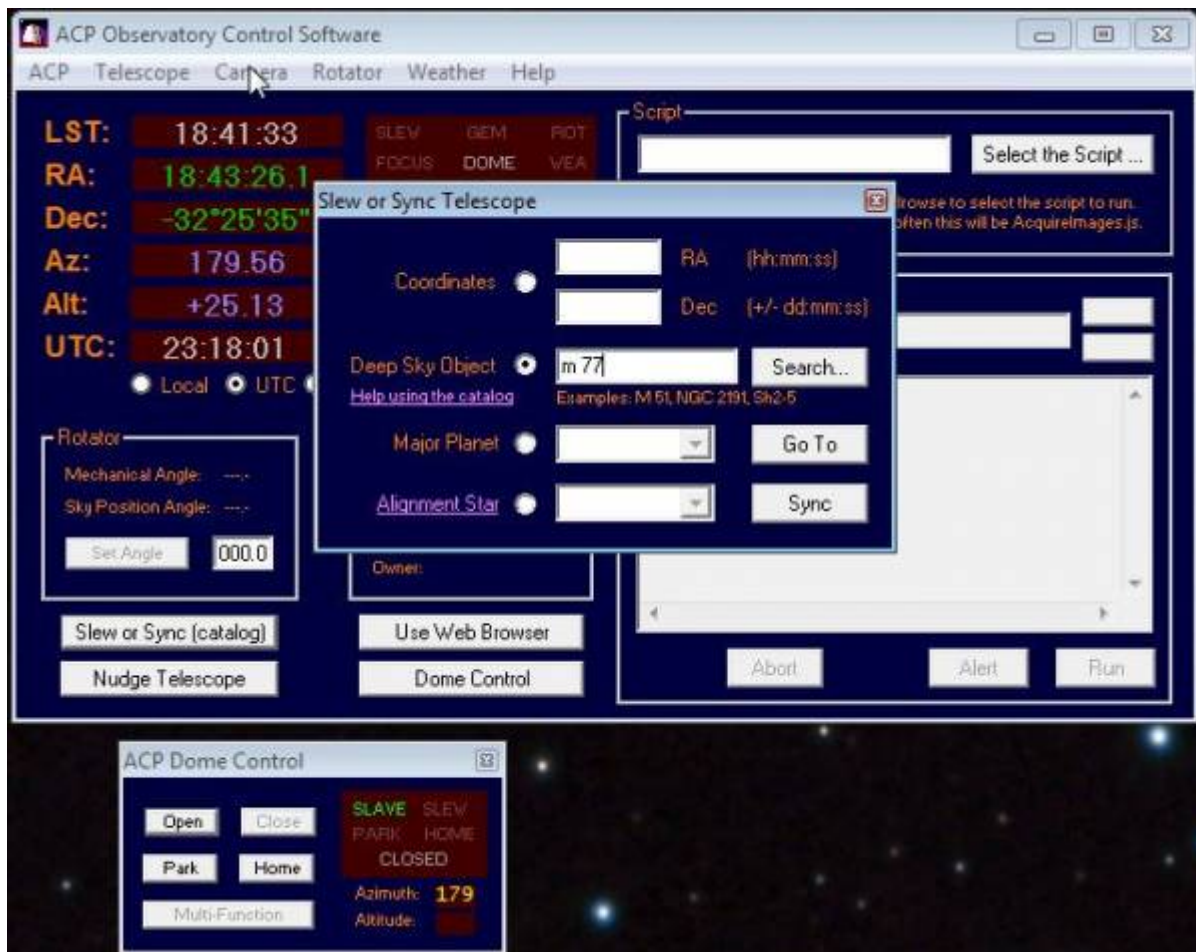 ACP Observatory Control Software
ACP Telescope Camera Rotator Weather Help
LST: 18:41:33
RA: 18:43:26.1
Dec: -32°25'35"
Az: 179.56
Alt: +25.13
UTC: 23:18:01
Local UTC
SLEW GEM ROT
FOCUS DOME WEA
Script
Select the Script ...
browse to select the script to run.
often this will be AcquireImages.js.
Slew or Sync Telescope
Coordinates
RA (hh:mm:ss)
Dec (+/- dd:mm:ss)
Deep Sky Object m 77 Search...
Help using the catalog Examples: M 51, NGC 2191, Sh2-5
Major Planet Go To
Alignment Star Sync
Rotator
Mechanical Angle: ---.-
Sky Position Angle: ---.-
Set Angle 000.0
Owner:
Slew or Sync (catalog) Use Web Browser
Nudge Telescope Dome Control
Abort Alert Run
ACP Dome Control
Open Close
Park Home
Multi-Function
SLAVE SLEW
PARK HOME
CLOSED
Azimuth: 179
Altitude: